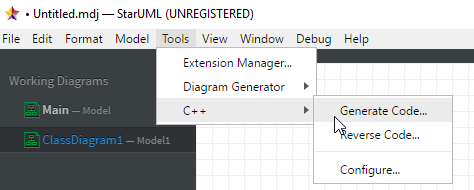 • Untitled.mdj — StarUML (UNREGISTERED)
File Edit Format Model Tools View Window Debug Help
Extension Manager...
Working Diagrams
Diagram Generator
Main — Model
C++
Generate Code...
ClassDiagram1 — Model1
Reverse Code...
Configure...